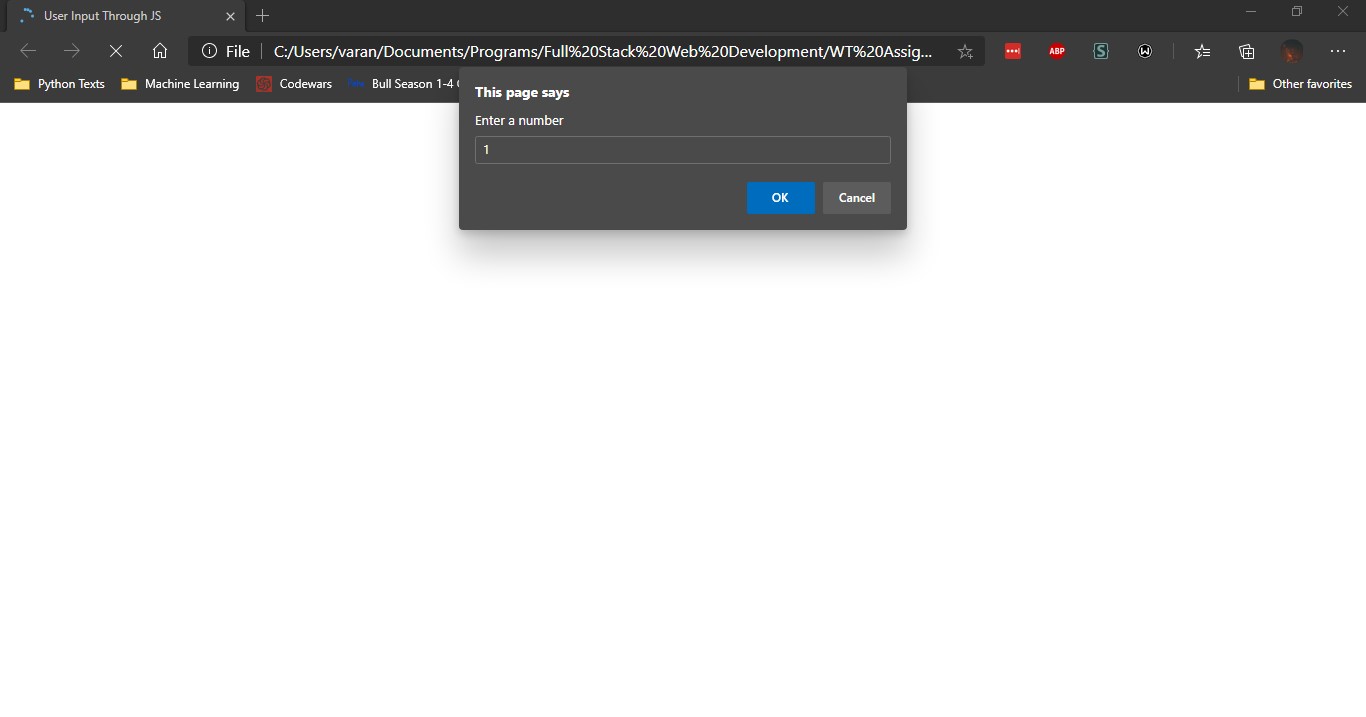 User Input Through JS
File C:/Users/varan/Documents/Programs/Full%20Stack%20Web%20Development/WT%20Assig...
ABP
S
W
Python Texts Machine Learning Codewars Bull Season 1-4 Other favorites
This page says
Enter a number
1
OK Cancel